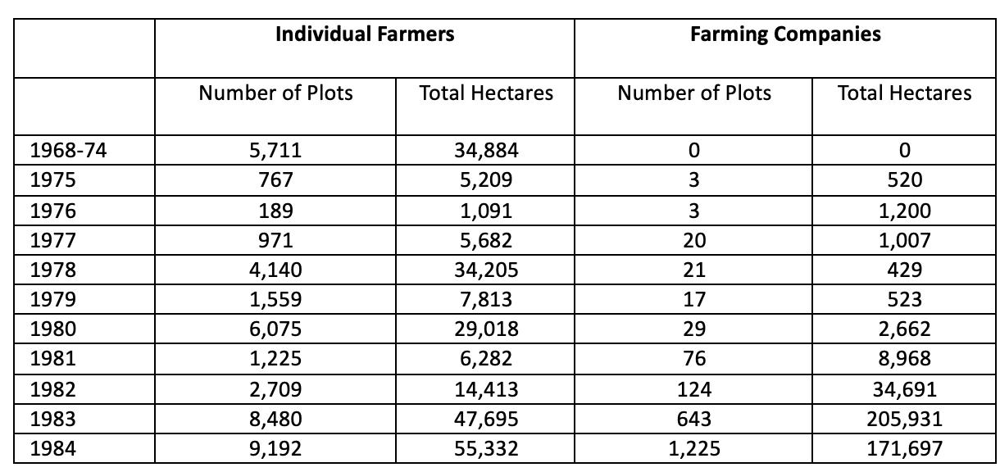 Individual Farmers Farming Companies
Number of Plots Total Hectares Number of Plots Total Hectares
1968-74 5,711 34,884 0 0
1975 767 5,209 3 520
1976 189 1,091 3 1,200
1977 971 5,682 20 1,007
1978 4,140 34,205 21 429
1979 1,559 7,813 17 523
1980 6,075 29,018 29 2,662
1981 1,225 6,282 76 8,968
1982 2,709 14,413 124 34,691
1983 8,480 47,695 643 205,931
1984 9,192 55,332 1,225 171,697